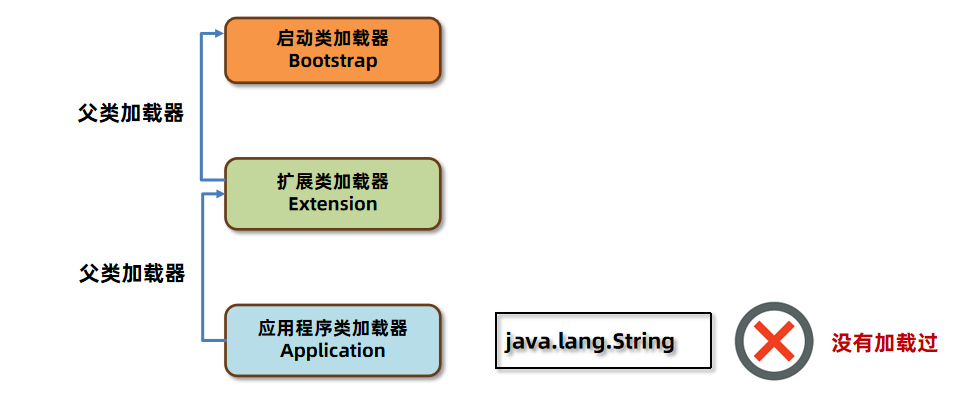 启动类加载器
Bootstrap
父类加载器
扩展类加载器
Extension
父类加载器
应用程序类加载器
Application
java.lang.String
没有加载过